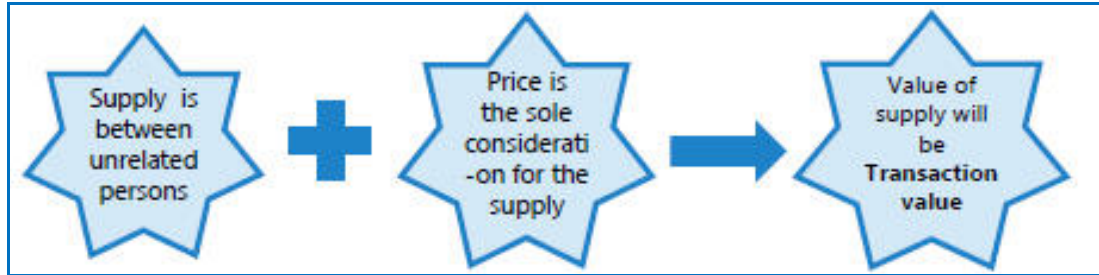 Supply is
between
unrelated
persons
Price is
the sole
considerati
-on for the
supply
Value of
supply will
be
Transaction
value